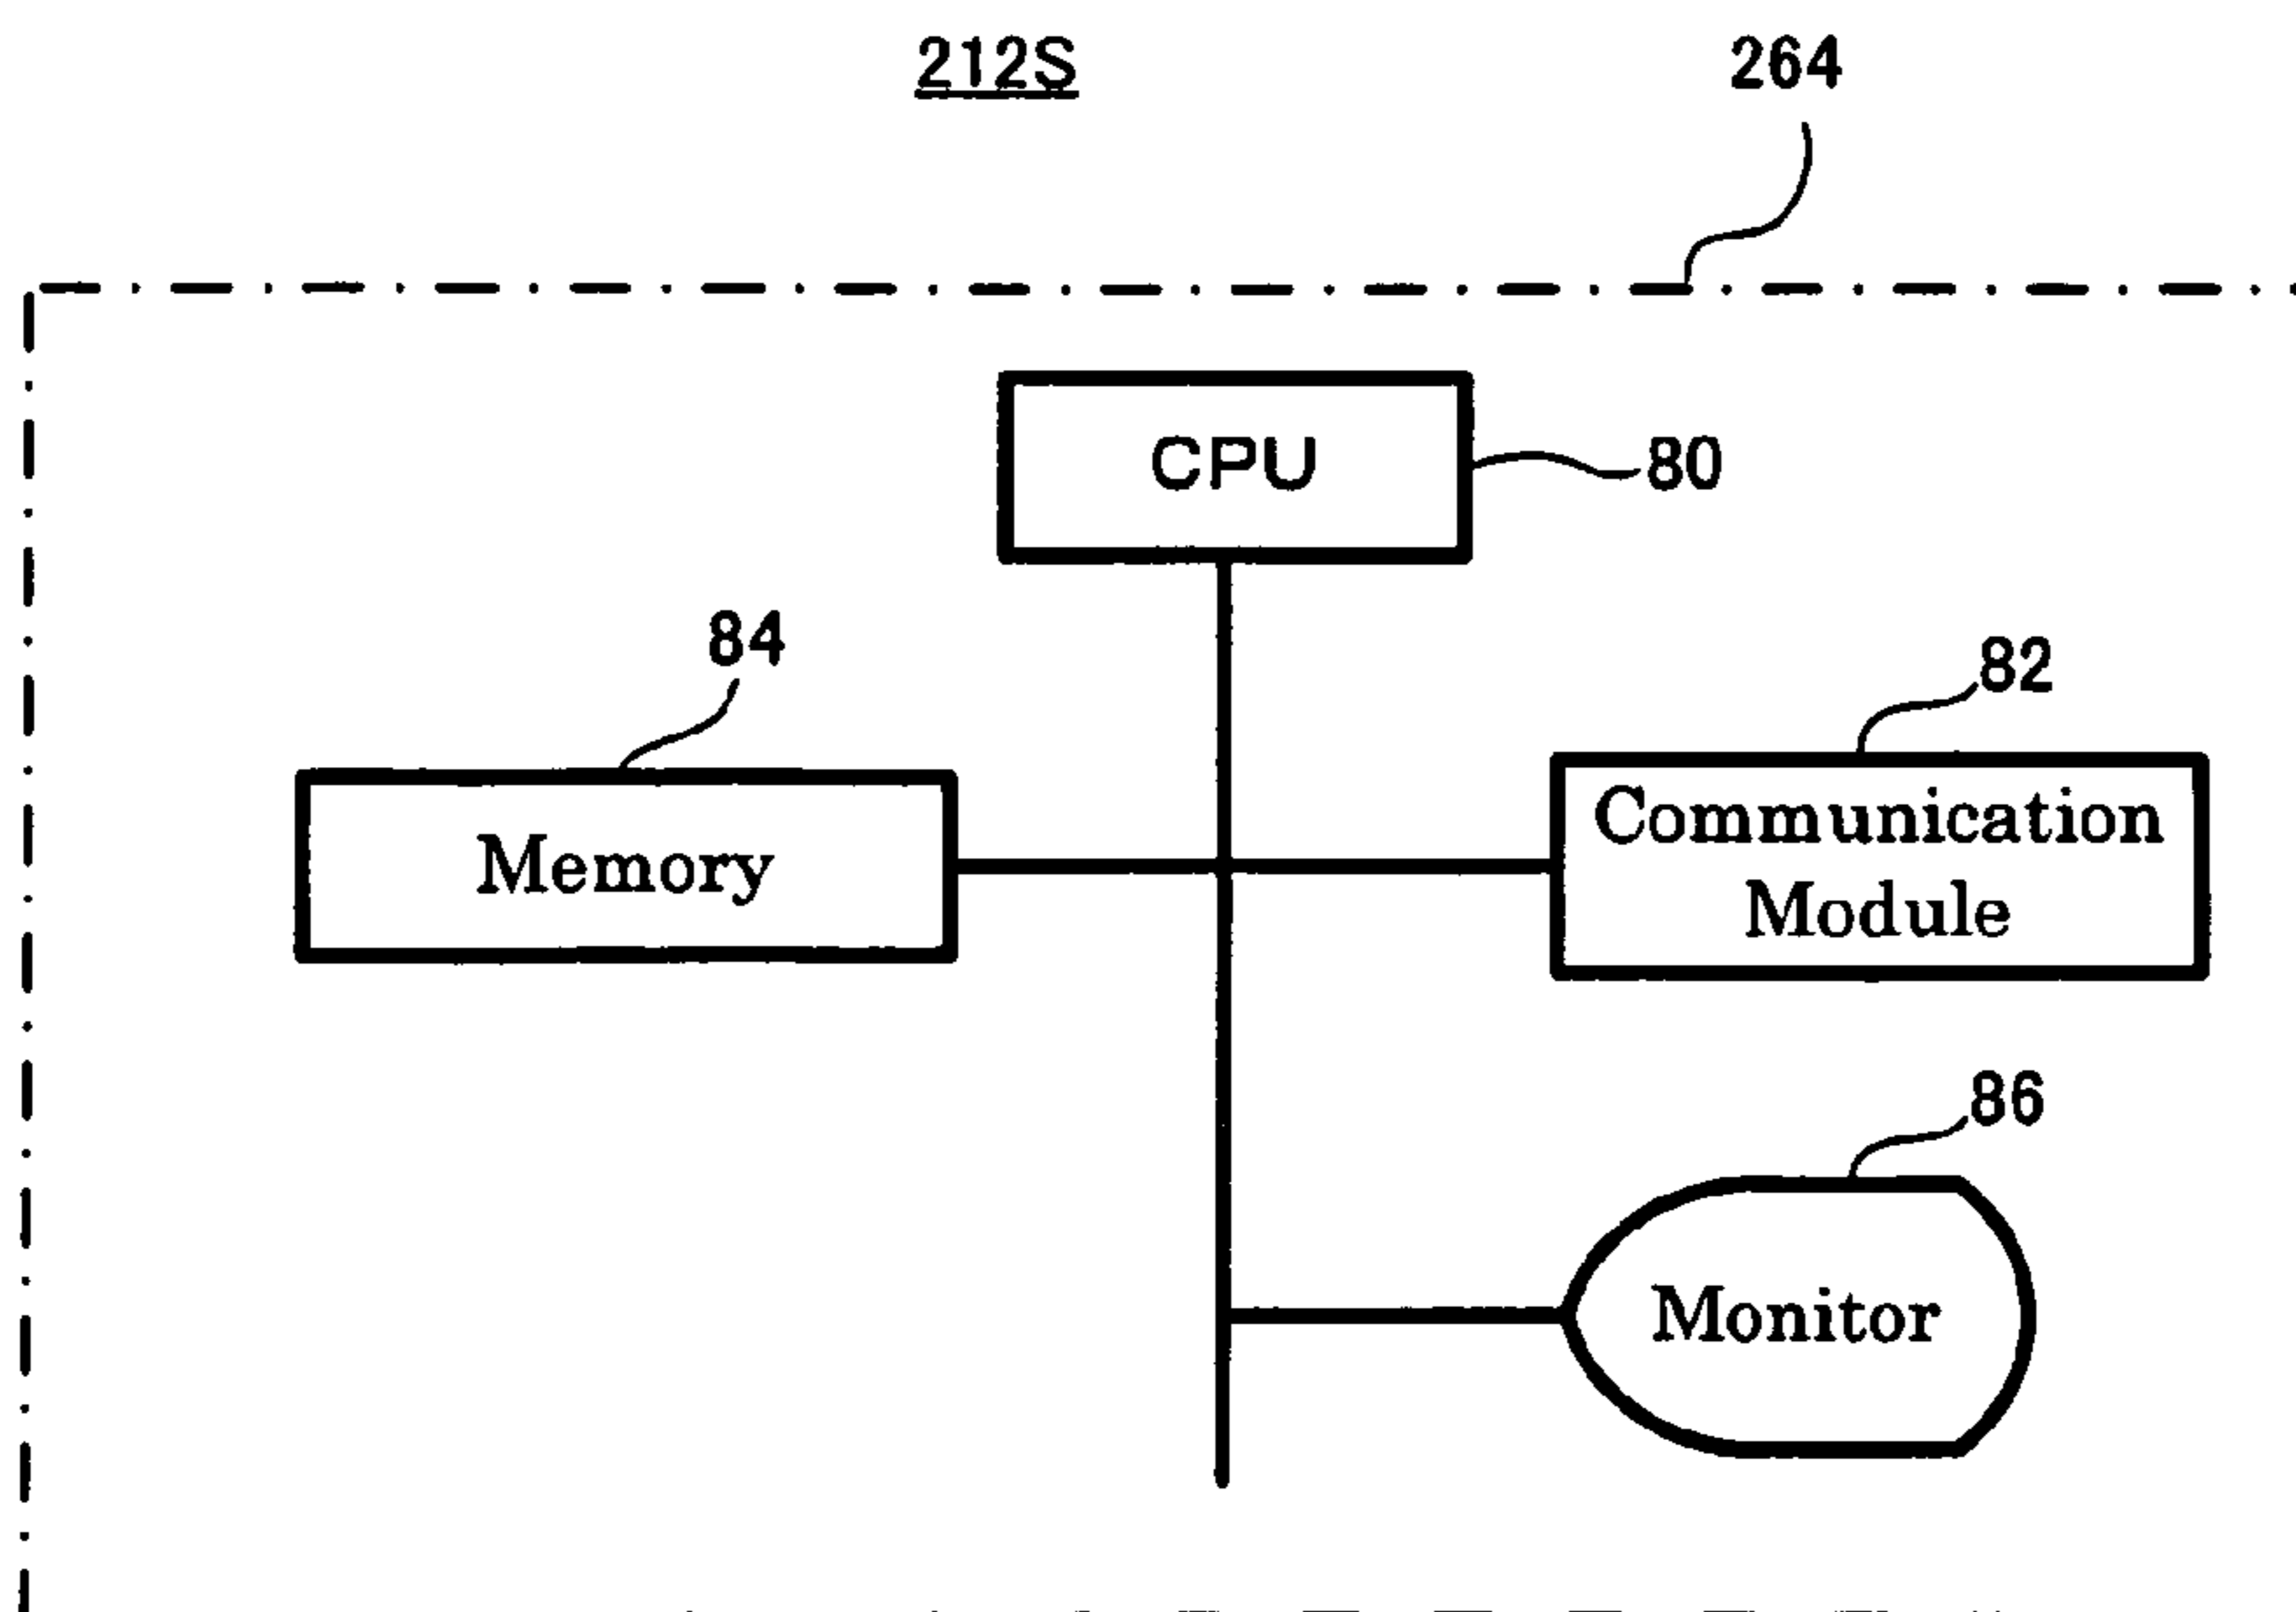 212S
264
CPU
80
84
82
Memory
Communication
Module
86
Monitor